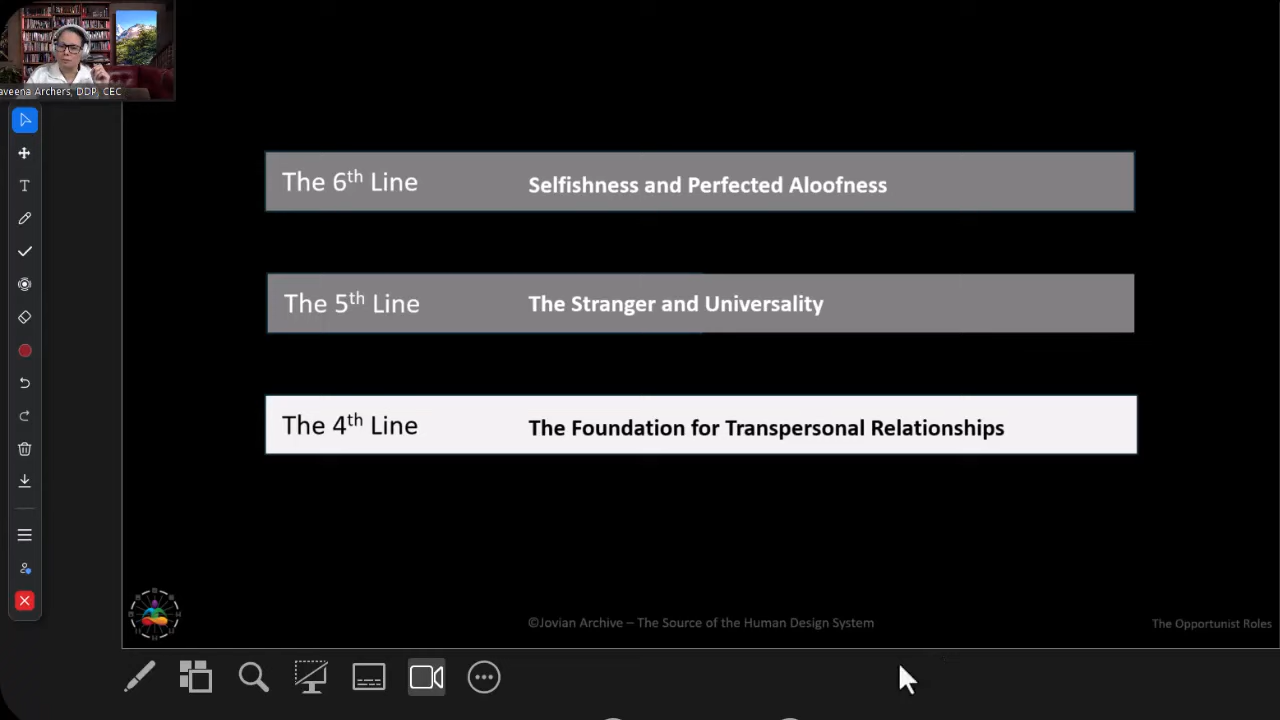 aveena Archers, DDP, CEC
The 6th Line Selfishness and Perfected Aloofness
The 5th Line The Stranger and Universality
The 4th Line The Foundation for Transpersonal Relationships
©Jovian Archive – The Source of the Human Design System
The Opportunist Roles